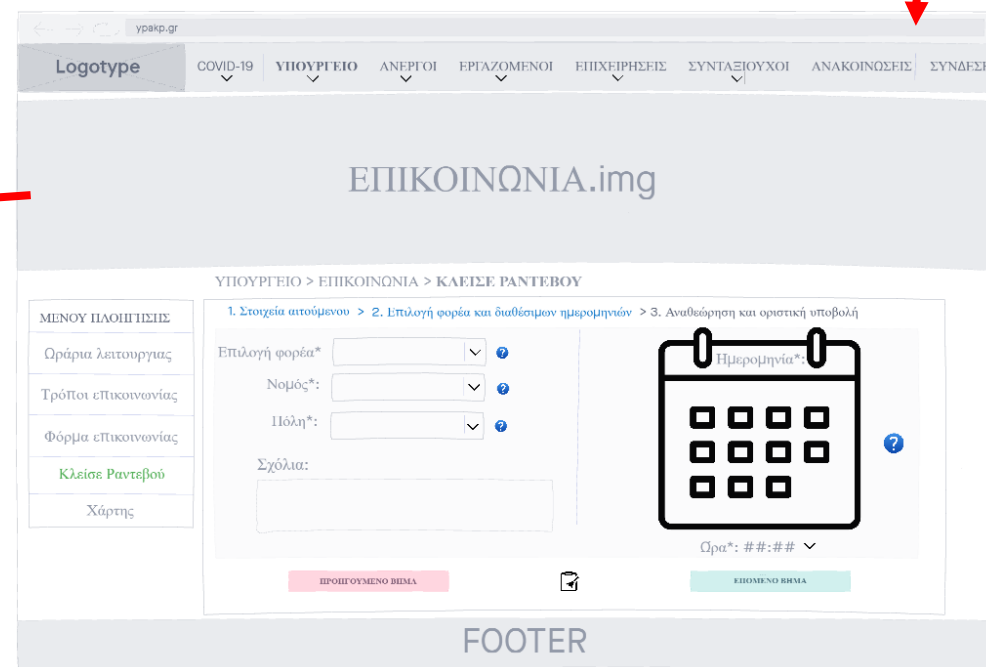 ypakp.gr
Logotype COVID-19 ΥΠΟΥΡΓΕΙΟ ΑΝΕΡΓΟΙ ΕΡΓΑΖΟΜΕΝΟΙ ΕΠΙΧΕΙΡΗΣΕΙΣ ΣΥΝΤΑΞΙΟΥΧΟΙ ΑΝΑΚΟΙΝΩΣΕΙΣ ΣΥΝΔΕΣΗ
ΕΠΙΚΟΙΝΩΝΙΑ.img
ΥΠΟΥΡΓΕΙΟ > ΕΠΙΚΟΙΝΩΝΙΑ > ΚΛΕΙΣΕ ΡΑΝΤΕΒΟΥ
ΜΕΝΟΥ ΠΛΟΗΓΗΣΗΣ
Ωράρια λειτουργιας
Τρόποι επικοινωνίας
Φόρμα επικοινωνίας
Κλείσε Ραντεβού
Χάρτης
1. Στοιχεία αιτούμενου > 2. Επιλογή φορέα και διαθέσιμων ημερομηνιών > 3. Αναθεώρηση και οριστική υποβολή
Επιλογή φορέα* ?
Νομός*: ?
Πόλη*: ?
Σχόλια:
Ημερομηνία*:
?
Ώρα*: ##:##
ΠΡΟΗΓΟΥΜΕΝΟ ΒΗΜΑ
ΕΠΟΜΕΝΟ ΒΗΜΑ
FOOTER